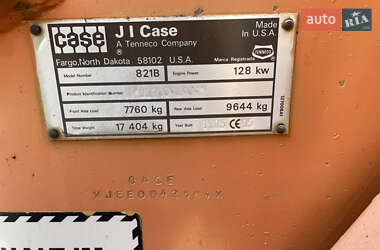 AUTO RIA
CASE
J I Case
A Tenneco Company
®
Fargo, North Dakota 58102 U.S.A.
Made In U.S.A.
Marca Registrada
TENNECO
Model Number 821B
Engine Power 128 kw
Product Identification Number
Front Axle Load 7760 kg
Rear Axle Load 9644 kg
Total Weight 17 404 kg
Year Built
CASE